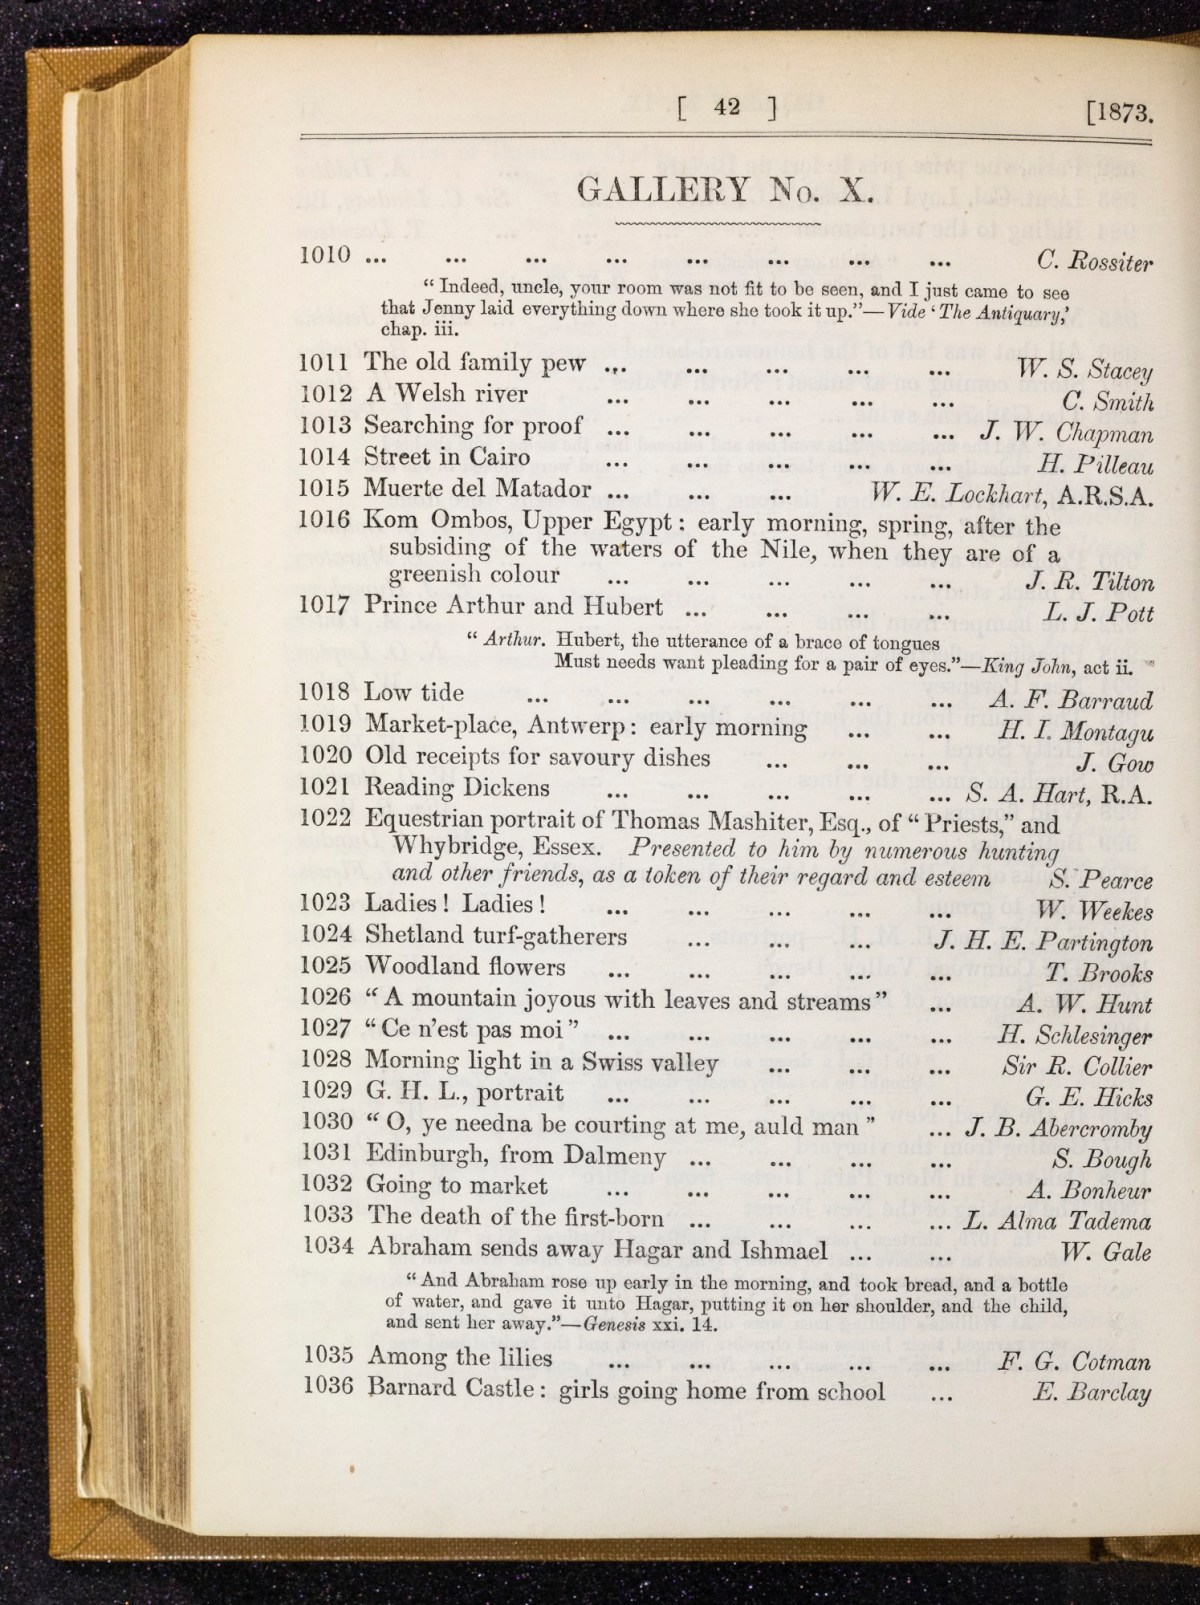 [ 42 ] [1873.
GALLERY No. X.
1010 ... ... ... ... ... ... ... ... C. Rossiter
“Indeed, uncle, your room was not fit to be seen, and I just came to see
that Jenny laid everything down where she took it up.”—Vide ‘The Antiquary,’
chap. iii.
1011 The old family pew ... ... ... ... ... W. S. Stacey
1012 A Welsh river ... ... ... ... ... C. Smith
1013 Searching for proof ... ... ... ... ... J. W. Chapman
1014 Street in Cairo ... ... ... ... ... H. Pilleau
1015 Muerte del Matador ... ... ... W. E. Lockhart, A.R.S.A.
1016 Kom Ombos, Upper Egypt: early morning, spring, after the
subsiding of the waters of the Nile, when they are of a
greenish colour ... ... ... ... ... J. R. Tilton
1017 Prince Arthur and Hubert ... ... ... ... L. J. Pott
“Arthur. Hubert, the utterance of a brace of tongues
Must needs want pleading for a pair of eyes.”—King John, act ii.
1018 Low tide ... ... ... ... ... ... A. F. Barraud
1019 Market-place, Antwerp: early morning ... ... H. I. Montagu
1020 Old receipts for savoury dishes ... ... ... J. Gow
1021 Reading Dickens ... ... ... ... ... S. A. Hart, R.A.
1022 Equestrian portrait of Thomas Mashiter, Esq., of “Priests,” and
Whybridge, Essex. Presented to him by numerous hunting
and other friends, as a token of their regard and esteem S. Pearce
1023 Ladies! Ladies! ... ... ... ... ... W. Weekes
1024 Shetland turf-gatherers ... ... ... J. H. E. Partington
1025 Woodland flowers ... ... ... ... ... T. Brooks
1026 “A mountain joyous with leaves and streams” ... A. W. Hunt
1027 “Ce n’est pas moi” ... ... ... ... ... H. Schlesinger
1028 Morning light in a Swiss valley ... ... ... Sir R. Collier
1029 G. H. L., portrait ... ... ... ... ... G. E. Hicks
1030 “O, ye needna be courting at me, auld man” ... J. B. Abercromby
1031 Edinburgh, from Dalmeny ... ... ... ... S. Bough
1032 Going to market ... ... ... ... ... A. Bonheur
1033 The death of the first-born ... ... ... ... L. Alma Tadema
1034 Abraham sends away Hagar and Ishmael ... ... W. Gale
“And Abraham rose up early in the morning, and took bread, and a bottle
of water, and gave it unto Hagar, putting it on her shoulder, and the child,
and sent her away.”—Genesis xxi. 14.
1035 Among the lilies ... ... ... ... ... F. G. Cotman
1036 Barnard Castle: girls going home from school ... E. Barclay